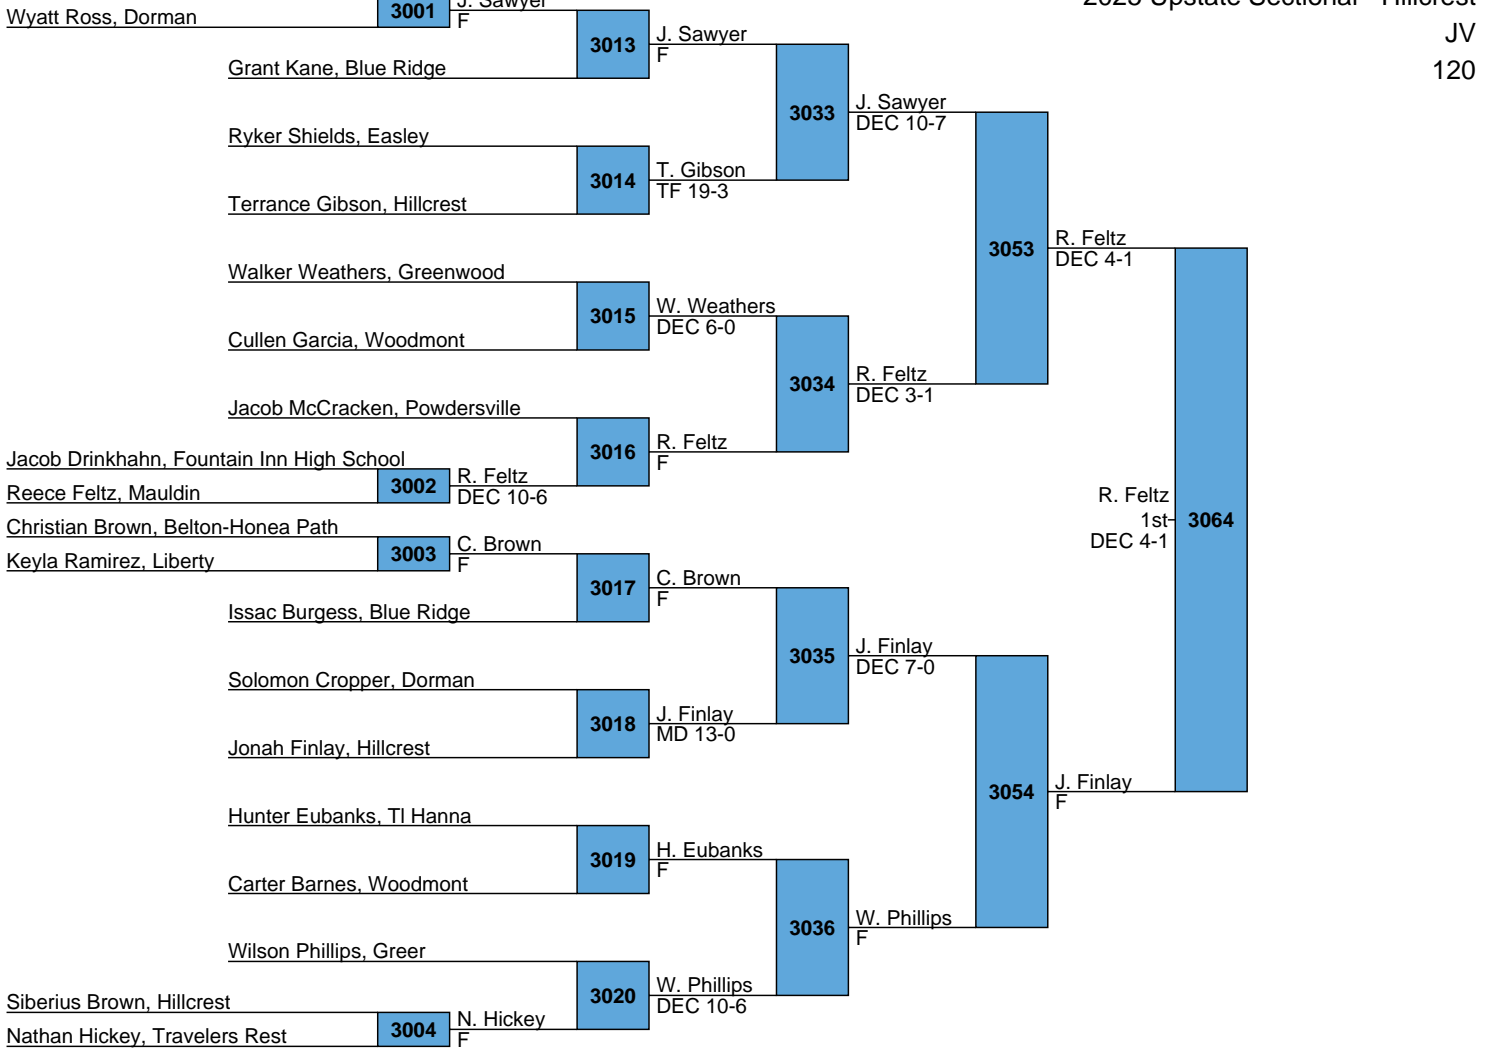 2025 Upstate Sectional - Hillcrest
JV
120
Wyatt Ross, Dorman
3001
J. Sawyer
F
Grant Kane, Blue Ridge
3013
J. Sawyer
F
Ryker Shields, Easley
Terrance Gibson, Hillcrest
3014
T. Gibson
TF 19-3
3033
J. Sawyer
DEC 10-7
Walker Weathers, Greenwood
Cullen Garcia, Woodmont
3015
W. Weathers
DEC 6-0
Jacob McCracken, Powdersville
Jacob Drinkhahn, Fountain Inn High School
Reece Feltz, Mauldin
3002
R. Feltz
DEC 10-6
3016
R. Feltz
F
3034
R. Feltz
DEC 3-1
3053
R. Feltz
DEC 4-1
Christian Brown, Belton-Honea Path
Keyla Ramirez, Liberty
3003
C. Brown
F
Issac Burgess, Blue Ridge
3017
C. Brown
F
Solomon Cropper, Dorman
Jonah Finlay, Hillcrest
3018
J. Finlay
MD 13-0
3035
J. Finlay
DEC 7-0
Hunter Eubanks, Tl Hanna
Carter Barnes, Woodmont
3019
H. Eubanks
F
Wilson Phillips, Greer
Siberius Brown, Hillcrest
Nathan Hickey, Travelers Rest
3004
N. Hickey
F
3020
W. Phillips
DEC 10-6
3036
W. Phillips
F
3054
J. Finlay
F
R. Feltz
1st
DEC 4-1
3064